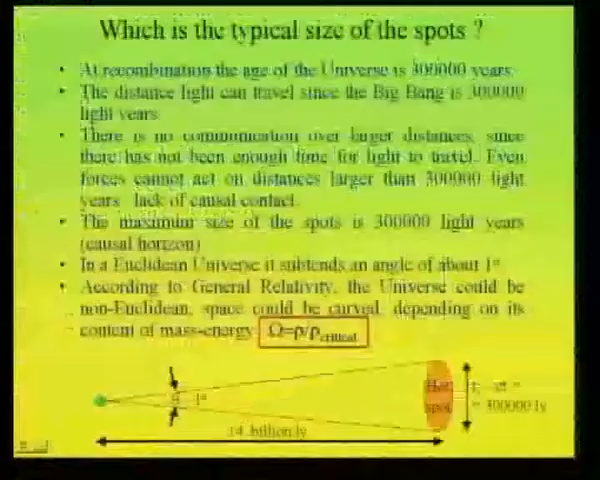 Which is the typical size of the spots ?
• At recombination the age of the Universe is 300000 years
• The distance light can travel since the Big Bang is 300000
light years
• There is no communication over larger distances, since
there has not been enough time for light to travel. Even
forces cannot act on distances larger than 300000 light
years lack of causal contact.
• The maximum size of the spots is 300000 light years
(causal horizon)
• In a Euclidean Universe it subtends an angle of about 1°
• According to General Relativity, the Universe could be
non-Euclidean, space could be curved, depending on its
content of mass-energy Ω=ρ/ρcritical
1°
Hot
spot
= 300000 ly
14 billion ly